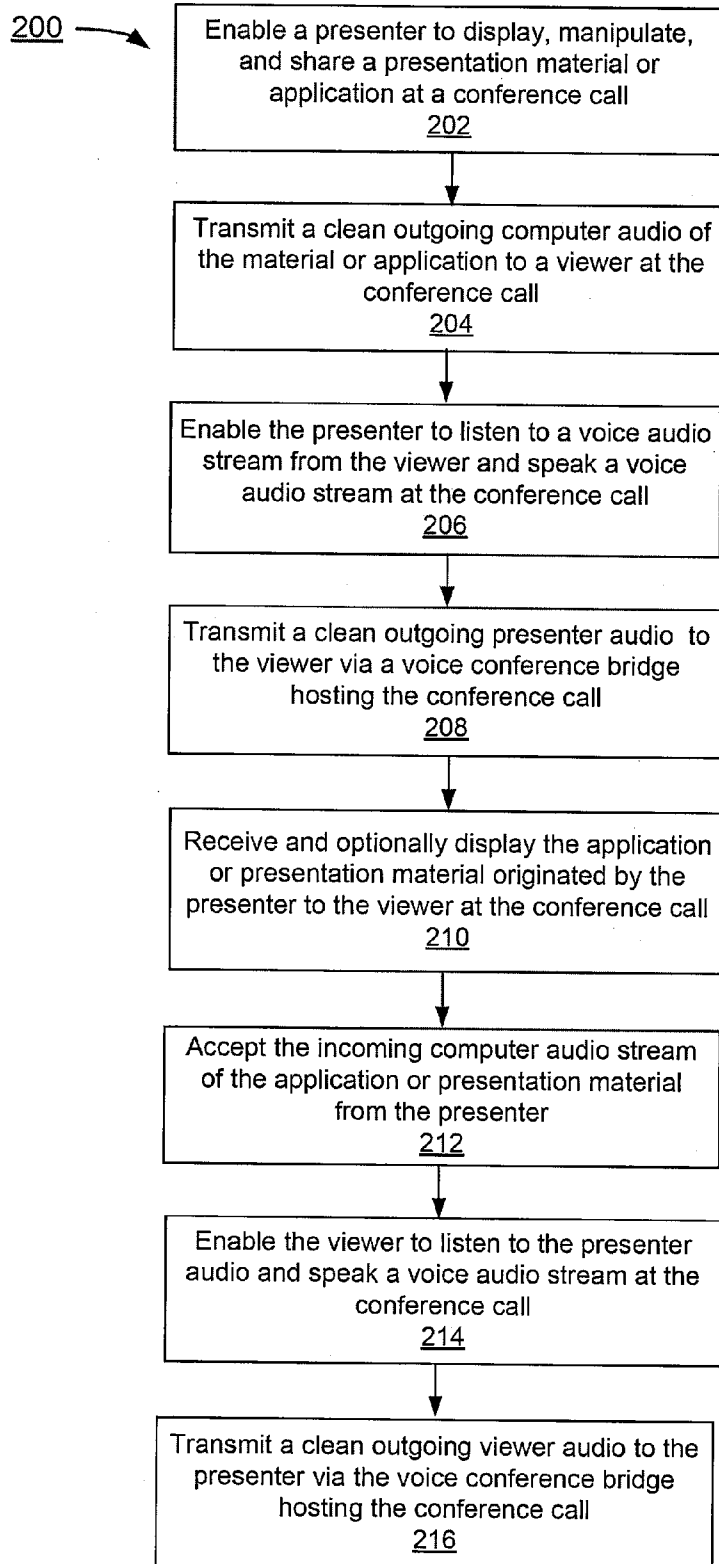 200
Enable a presenter to display, manipulate,
and share a presentation material or
application at a conference call
202
Transmit a clean outgoing computer audio of
the material or application to a viewer at the
conference call
204
Enable the presenter to listen to a voice audio
stream from the viewer and speak a voice
audio stream at the conference call
206
Transmit a clean outgoing presenter audio to
the viewer via a voice conference bridge
hosting the conference call
208
Receive and optionally display the application
or presentation material originated by the
presenter to the viewer at the conference call
210
Accept the incoming computer audio stream
of the application or presentation material
from the presenter
212
Enable the viewer to listen to the presenter
audio and speak a voice audio stream at the
conference call
214
Transmit a clean outgoing viewer audio to the
presenter via the voice conference bridge
hosting the conference call
216